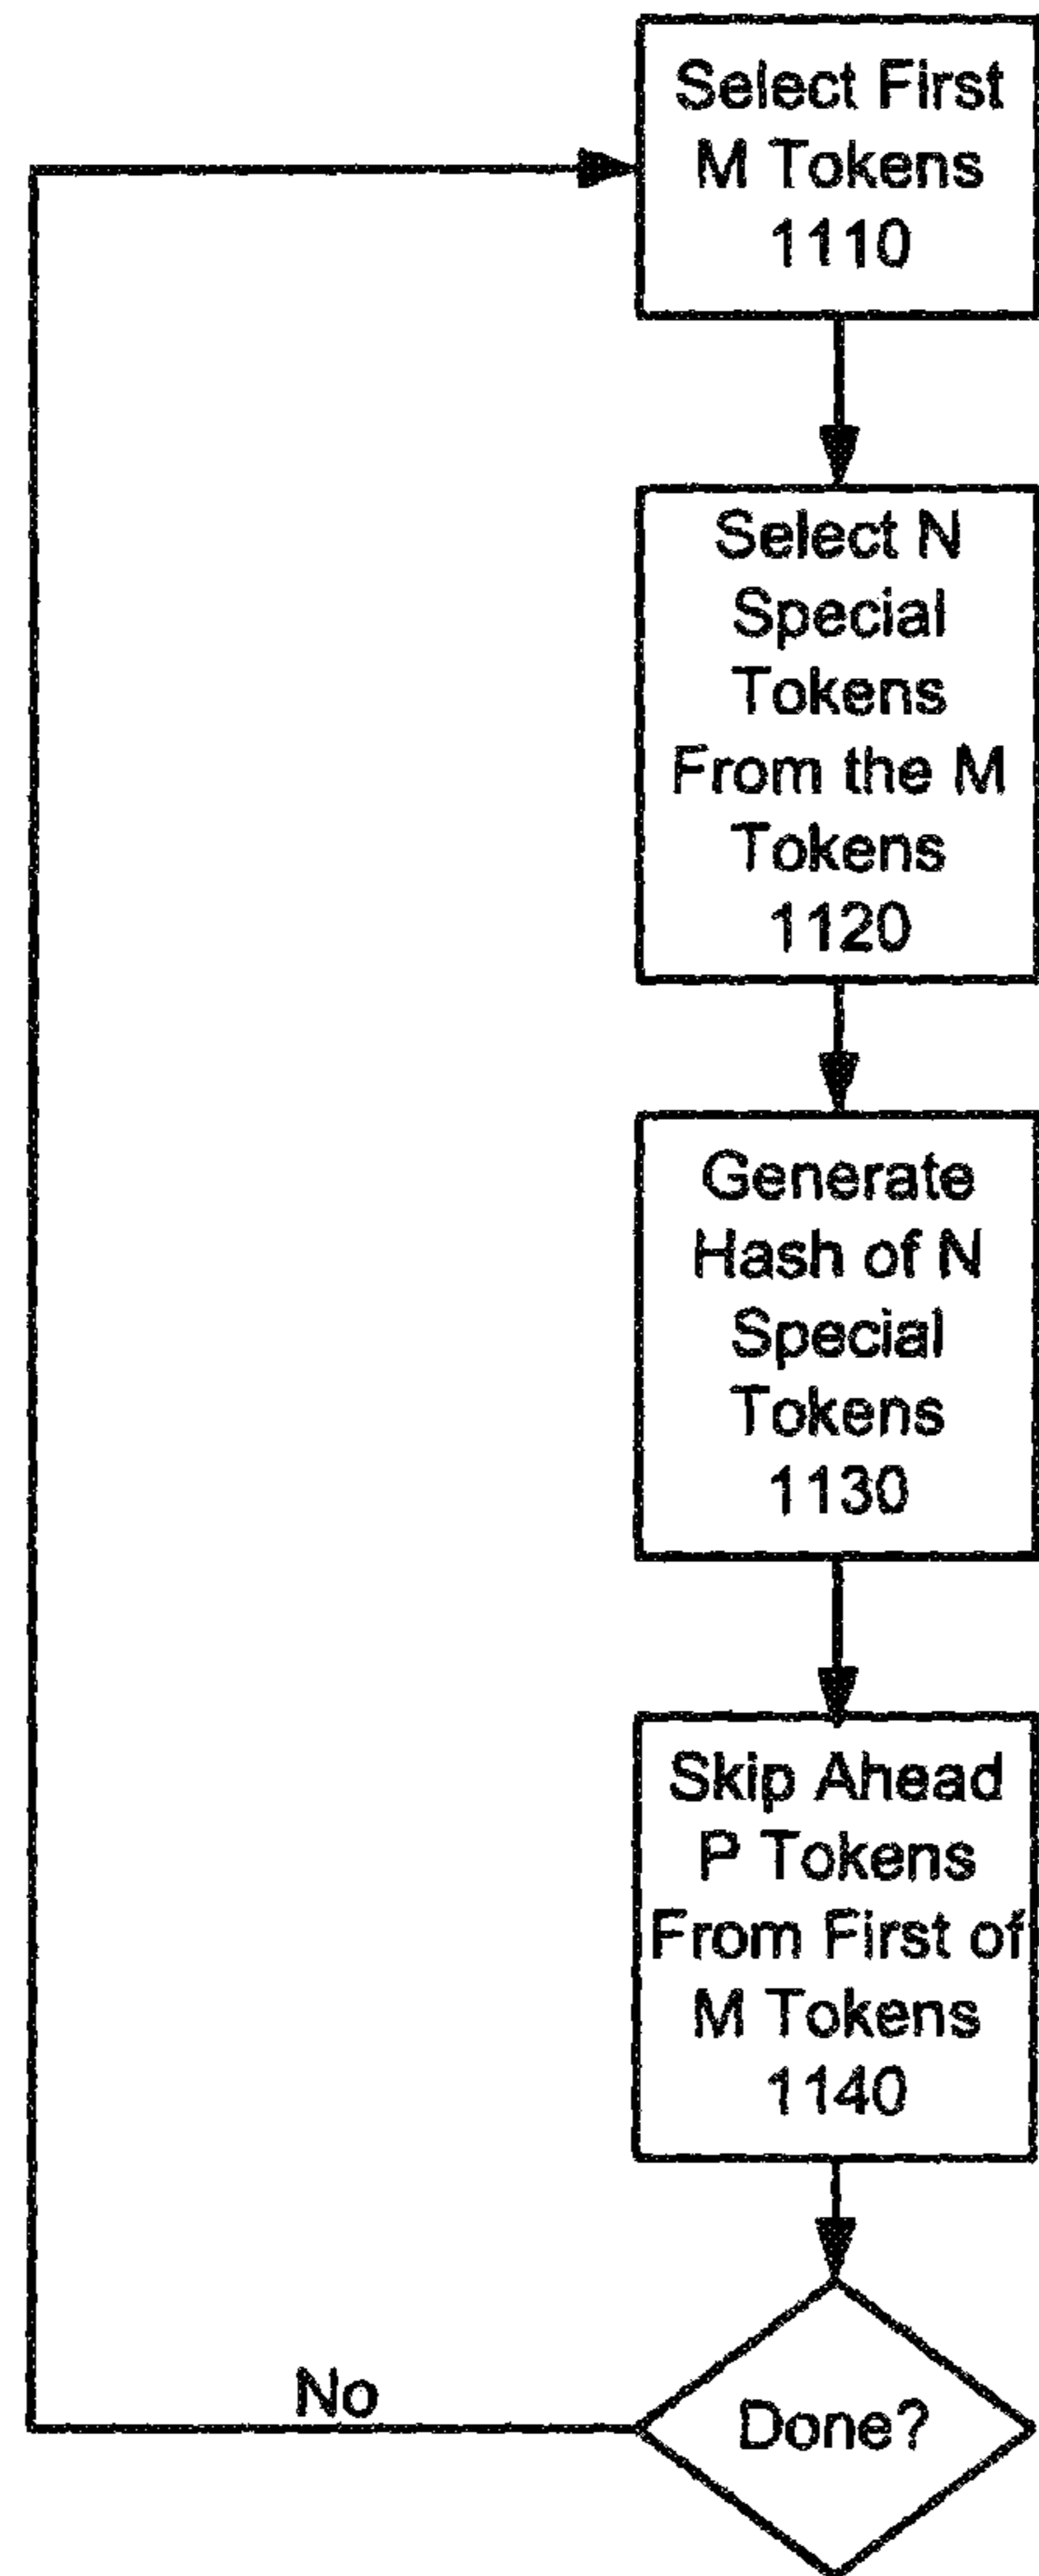 Select First
M Tokens
1110
Select N
Special
Tokens
From the M
Tokens
1120
Generate
Hash of N
Special
Tokens
1130
Skip Ahead
P Tokens
From First of
M Tokens
1140
No
Done?